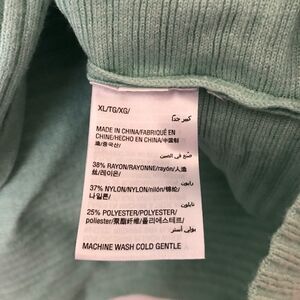 XL/TG/XG/
كبير جدًا
MADE IN CHINA/FABRIQUÉ EN
CHINE/HECHO EN CHINA/中国制
造/중국산/
صنع في الصين
38% RAYON/RAYONNE/rayón/人造
丝/레이온/
رايون
37% NYLON/NYLON/nilón/锦纶/
나일론/
نايلون
25% POLYESTER/POLYESTER/
poliéster/聚酯纤维/폴리에스테르/
بولي أستر
MACHINE WASH COLD GENTLE